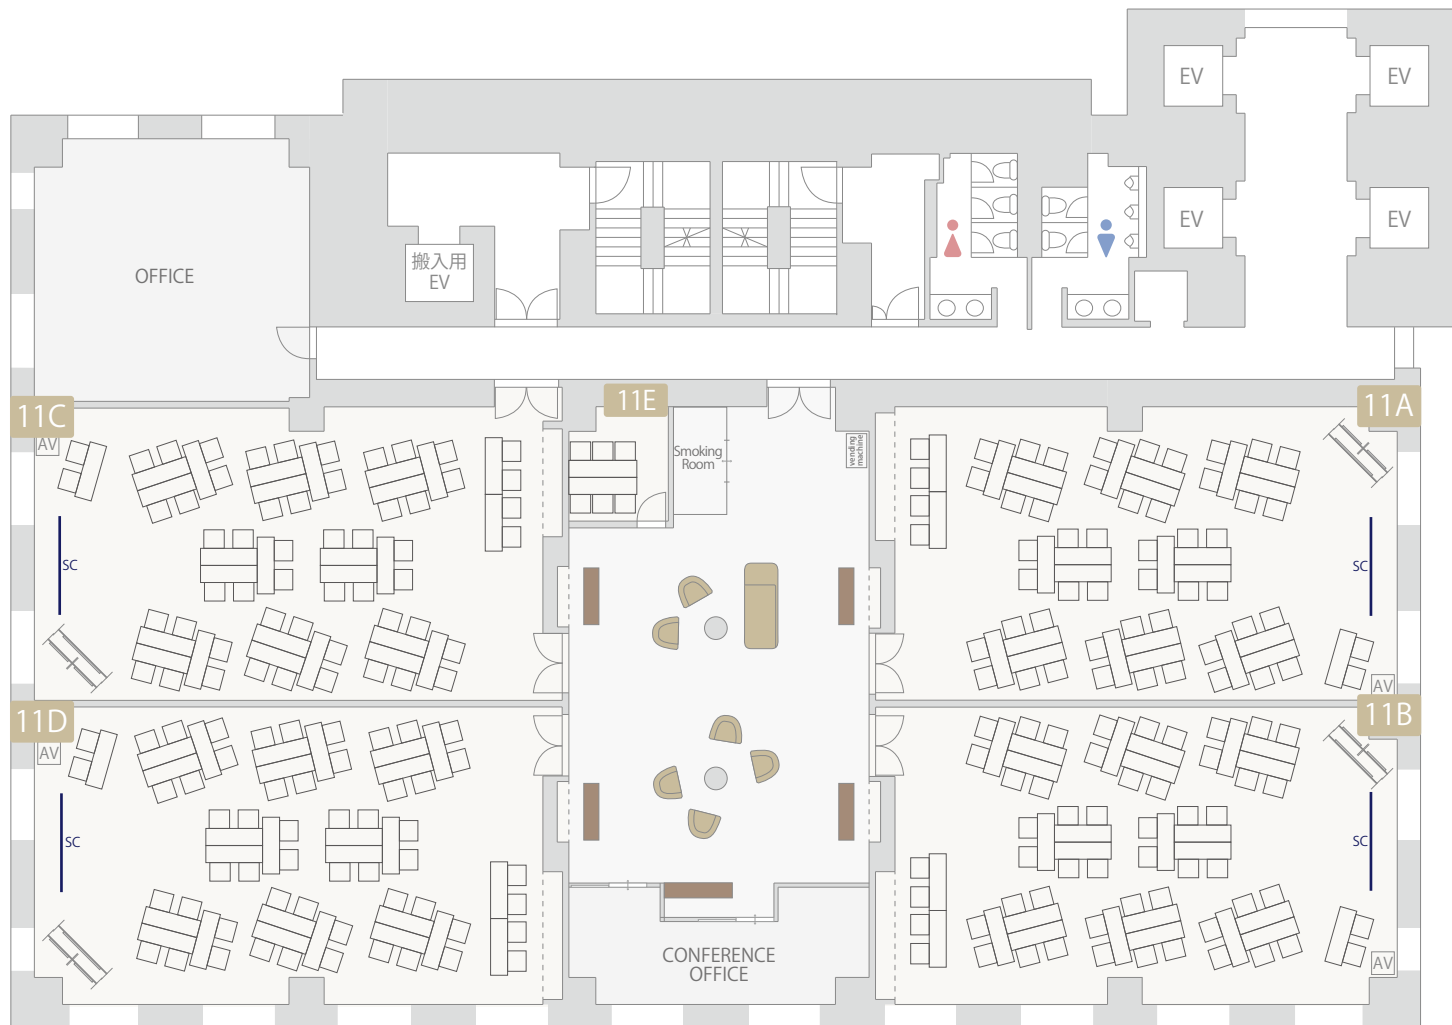 EV
EV
EV
EV
搬入用
EV
OFFICE
11C
11E
11A
AV
Smoking
Room
vending
machine
SC
SC
AV
11D
11B
AV
SC
SC
CONFERENCE
OFFICE
AV